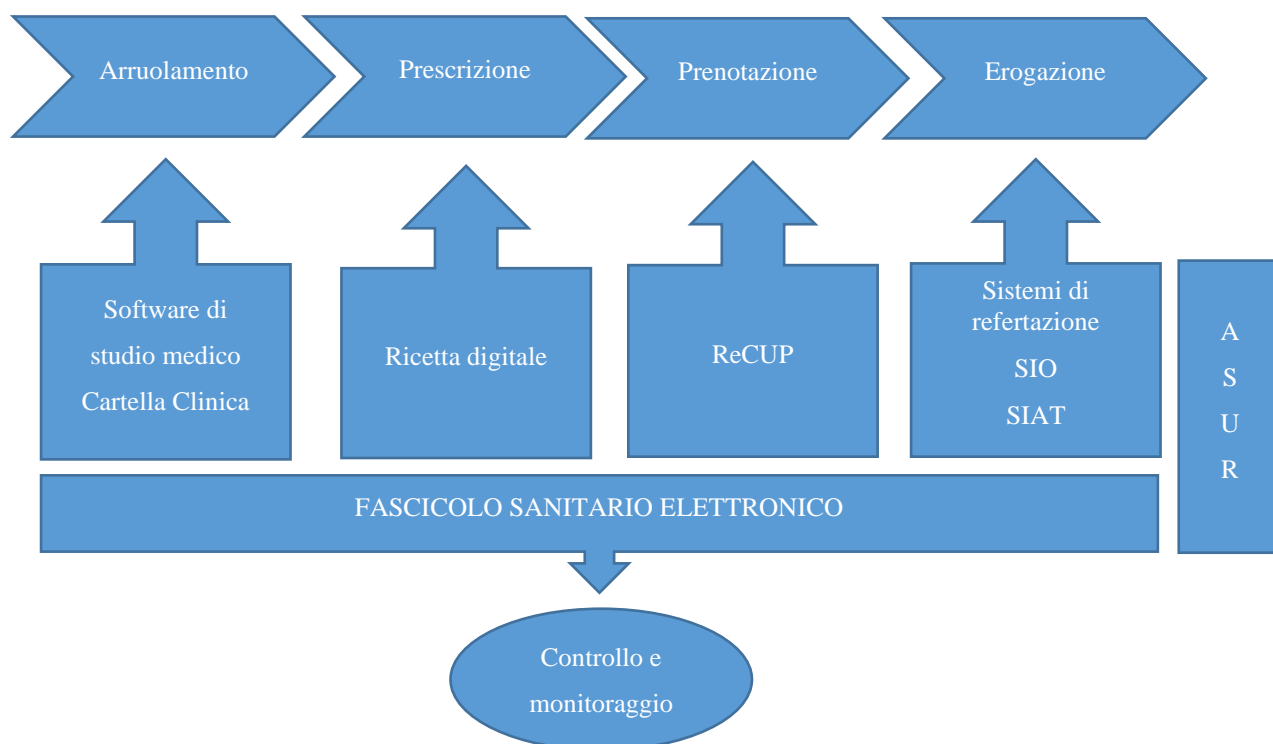 Arruolamento
Prescrizione
Prenotazione
Erogazione
Software di
studio medico
Cartella Clinica
Ricetta digitale
ReCUP
Sistemi di
refertazione
SIO
SIAT
A
S
U
R
FASCICOLO SANITARIO ELETTRONICO
Controllo e
monitoraggio